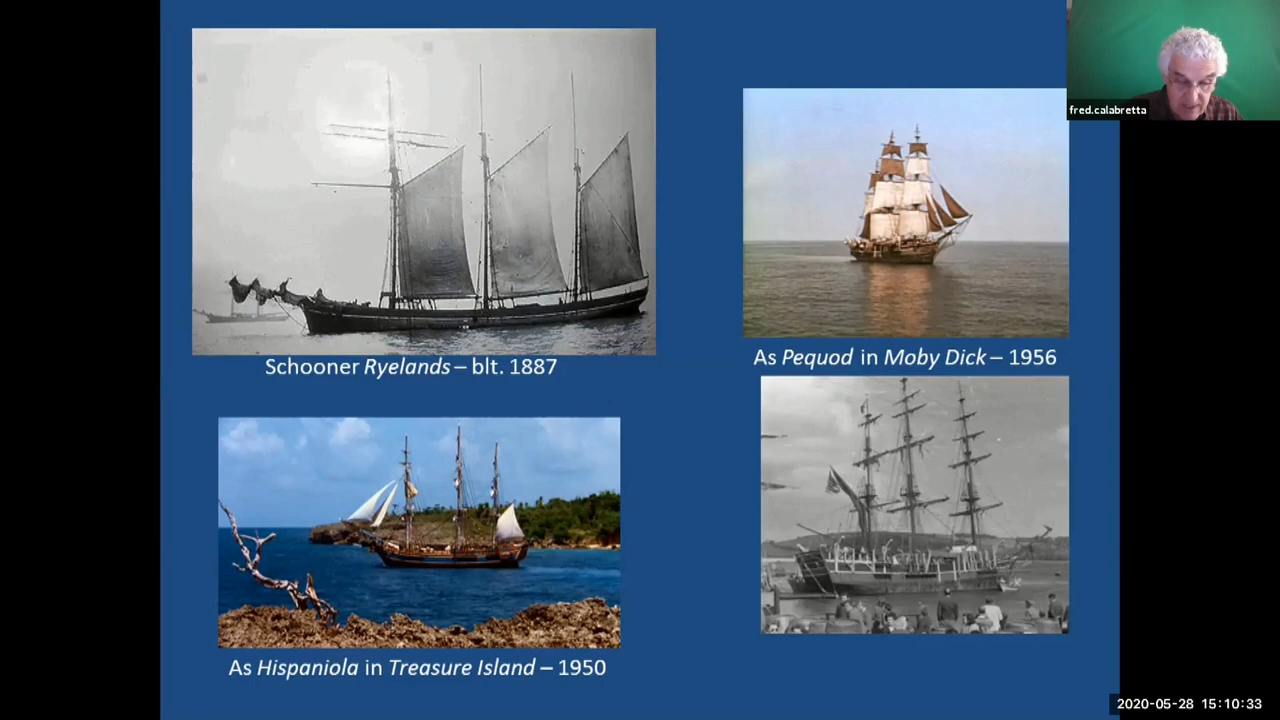 fred.calabretta
Schooner Ryelands – blt. 1887
As Pequod in Moby Dick – 1956
As Hispaniola in Treasure Island – 1950
2020-05-28 15:10:33